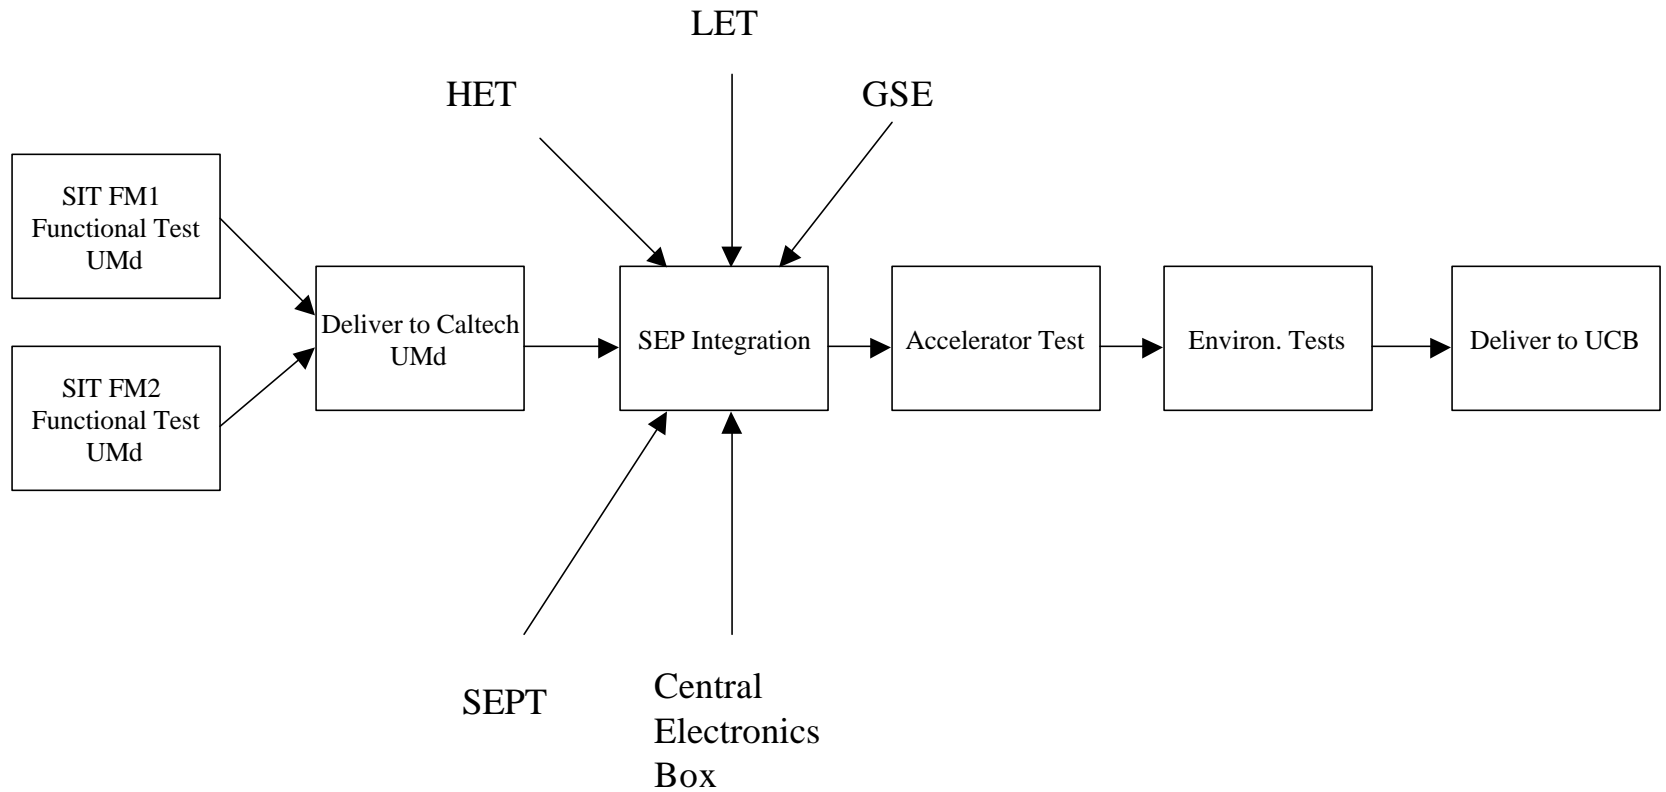 LET
HET
GSE
SIT FM1
Functional Test
UMd
SIT FM2
Functional Test
UMd
Deliver to Caltech
UMd
SEP Integration
Accelerator Test
Environ. Tests
Deliver to UCB
SEPT
Central
Electronics
Box